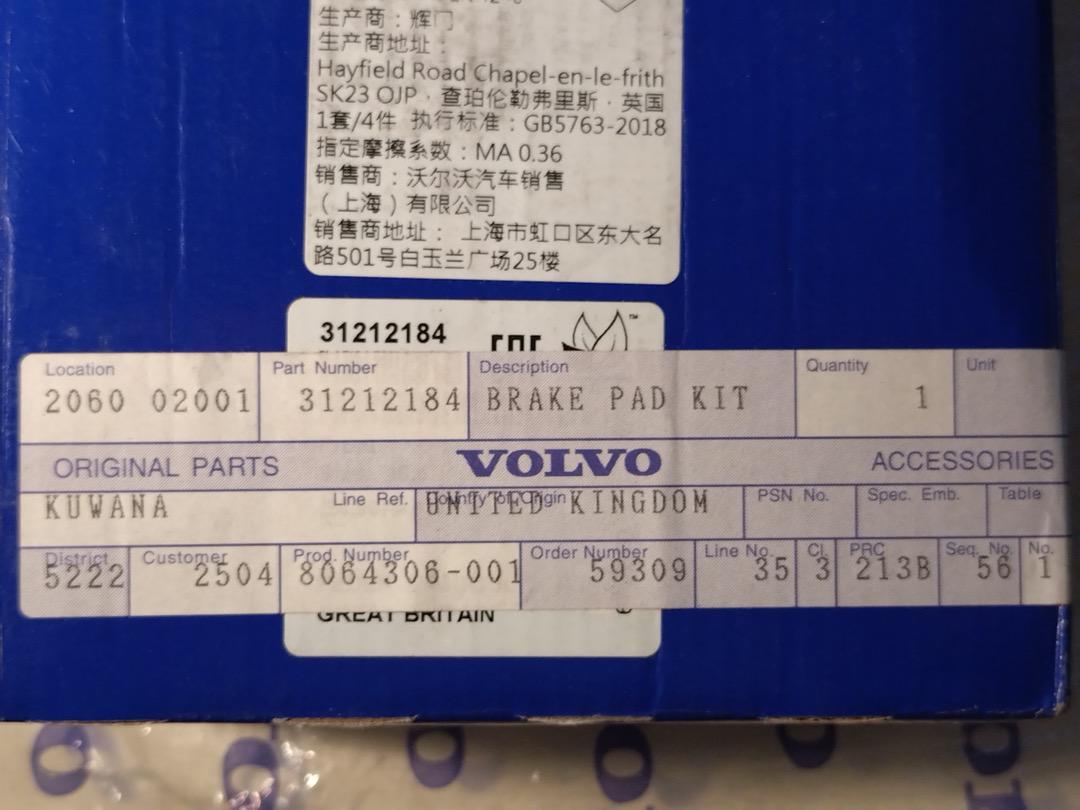 生产商：辉门
生产商地址：
Hayfield Road Chapel-en-le-frith
SK23 OJP · 查珀伦勒弗里斯 · 英国
1套/4件 执行标准：GB5763-2018
指定摩擦系数：MA 0.36
销售商：沃尔沃汽车销售
（上海）有限公司
销售商地址： 上海市虹口区东大名
路501号白玉兰广场25楼
31212184
™
Location Part Number Description Quantity Unit
2060 02001 31212184 BRAKE PAD KIT 1
ORIGINAL PARTS VOLVO ACCESSORIES
Line Ref. Country of Origin PSN No. Spec. Emb. Table
KUWANA UNITED KINGDOM
District Customer Prod. Number Order Number Line No. Cl. PRC Seq. No. No.
5222 2504 8064306-001 59309 35 3 213B 56 1
GREAT BRITAIN